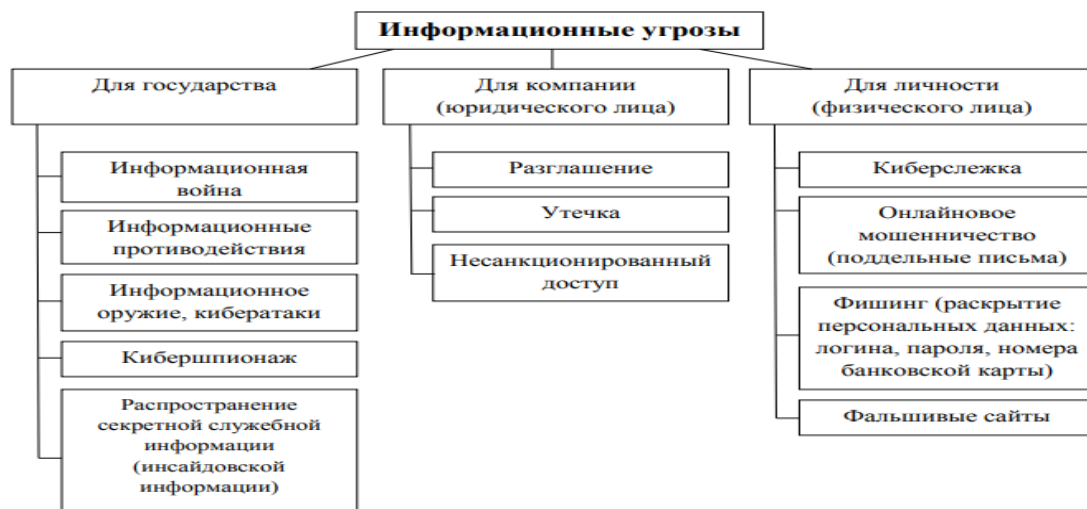 Информационные угрозы
Для государства
Информационная
война
Информационные
противодействия
Информационное
оружие, кибератаки
Кибершпионаж
Распространение
секретной служебной
информации
(инсайдовской
информации)
Для компании
(юридического лица)
Разглашение
Утечка
Несанкционированный
доступ
Для личности
(физического лица)
Киберслежка
Онлайновое
мошенничество
(поддельные письма)
Фишинг (раскрытие
персональных данных:
логина, пароля, номера
банковской карты)
Фальшивые сайты